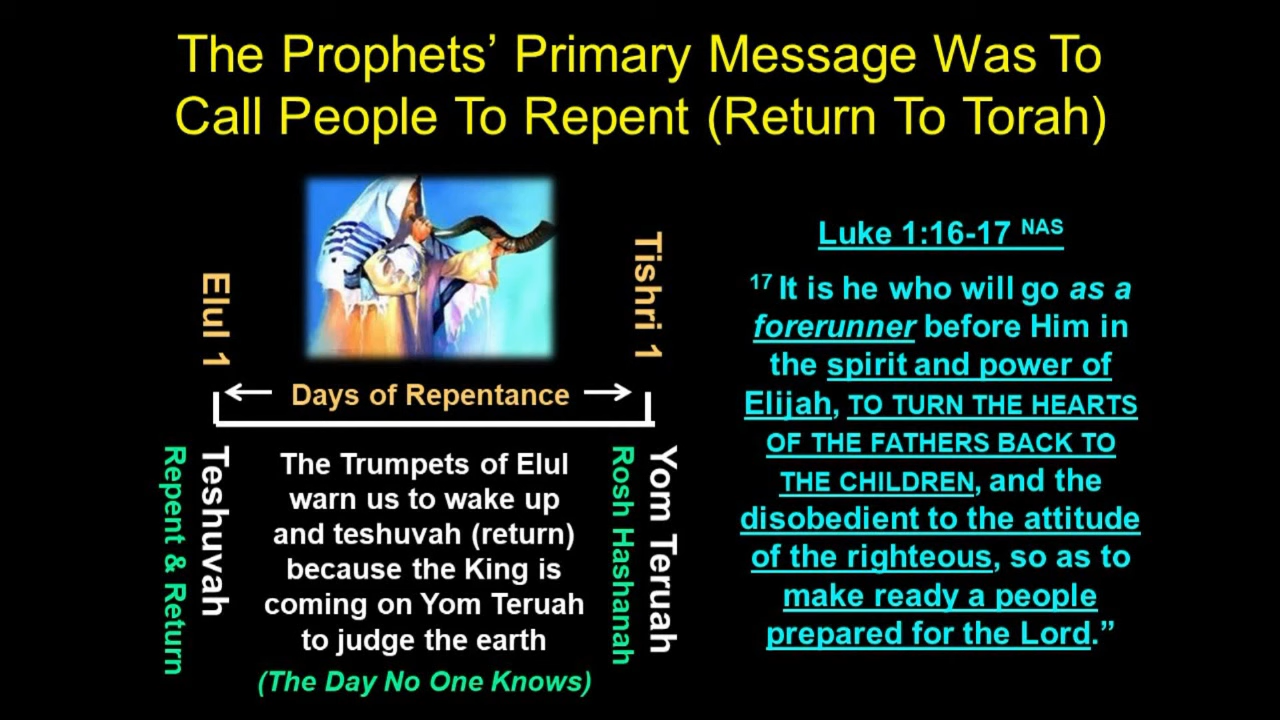 The Prophets’ Primary Message Was To
Call People To Repent (Return To Torah)
Elul 1
Tishri 1
Days of Repentance
Teshuvah
Repent & Return
The Trumpets of Elul
warn us to wake up
and teshuvah (return)
because the King is
coming on Yom Teruah
to judge the earth
(The Day No One Knows)
Yom Teruah
Rosh Hashanah
Luke 1:16-17 NAS
17 It is he who will go as a
forerunner before Him in
the spirit and power of
Elijah, TO TURN THE HEARTS
OF THE FATHERS BACK TO
THE CHILDREN, and the
disobedient to the attitude
of the righteous, so as to
make ready a people
prepared for the Lord.”